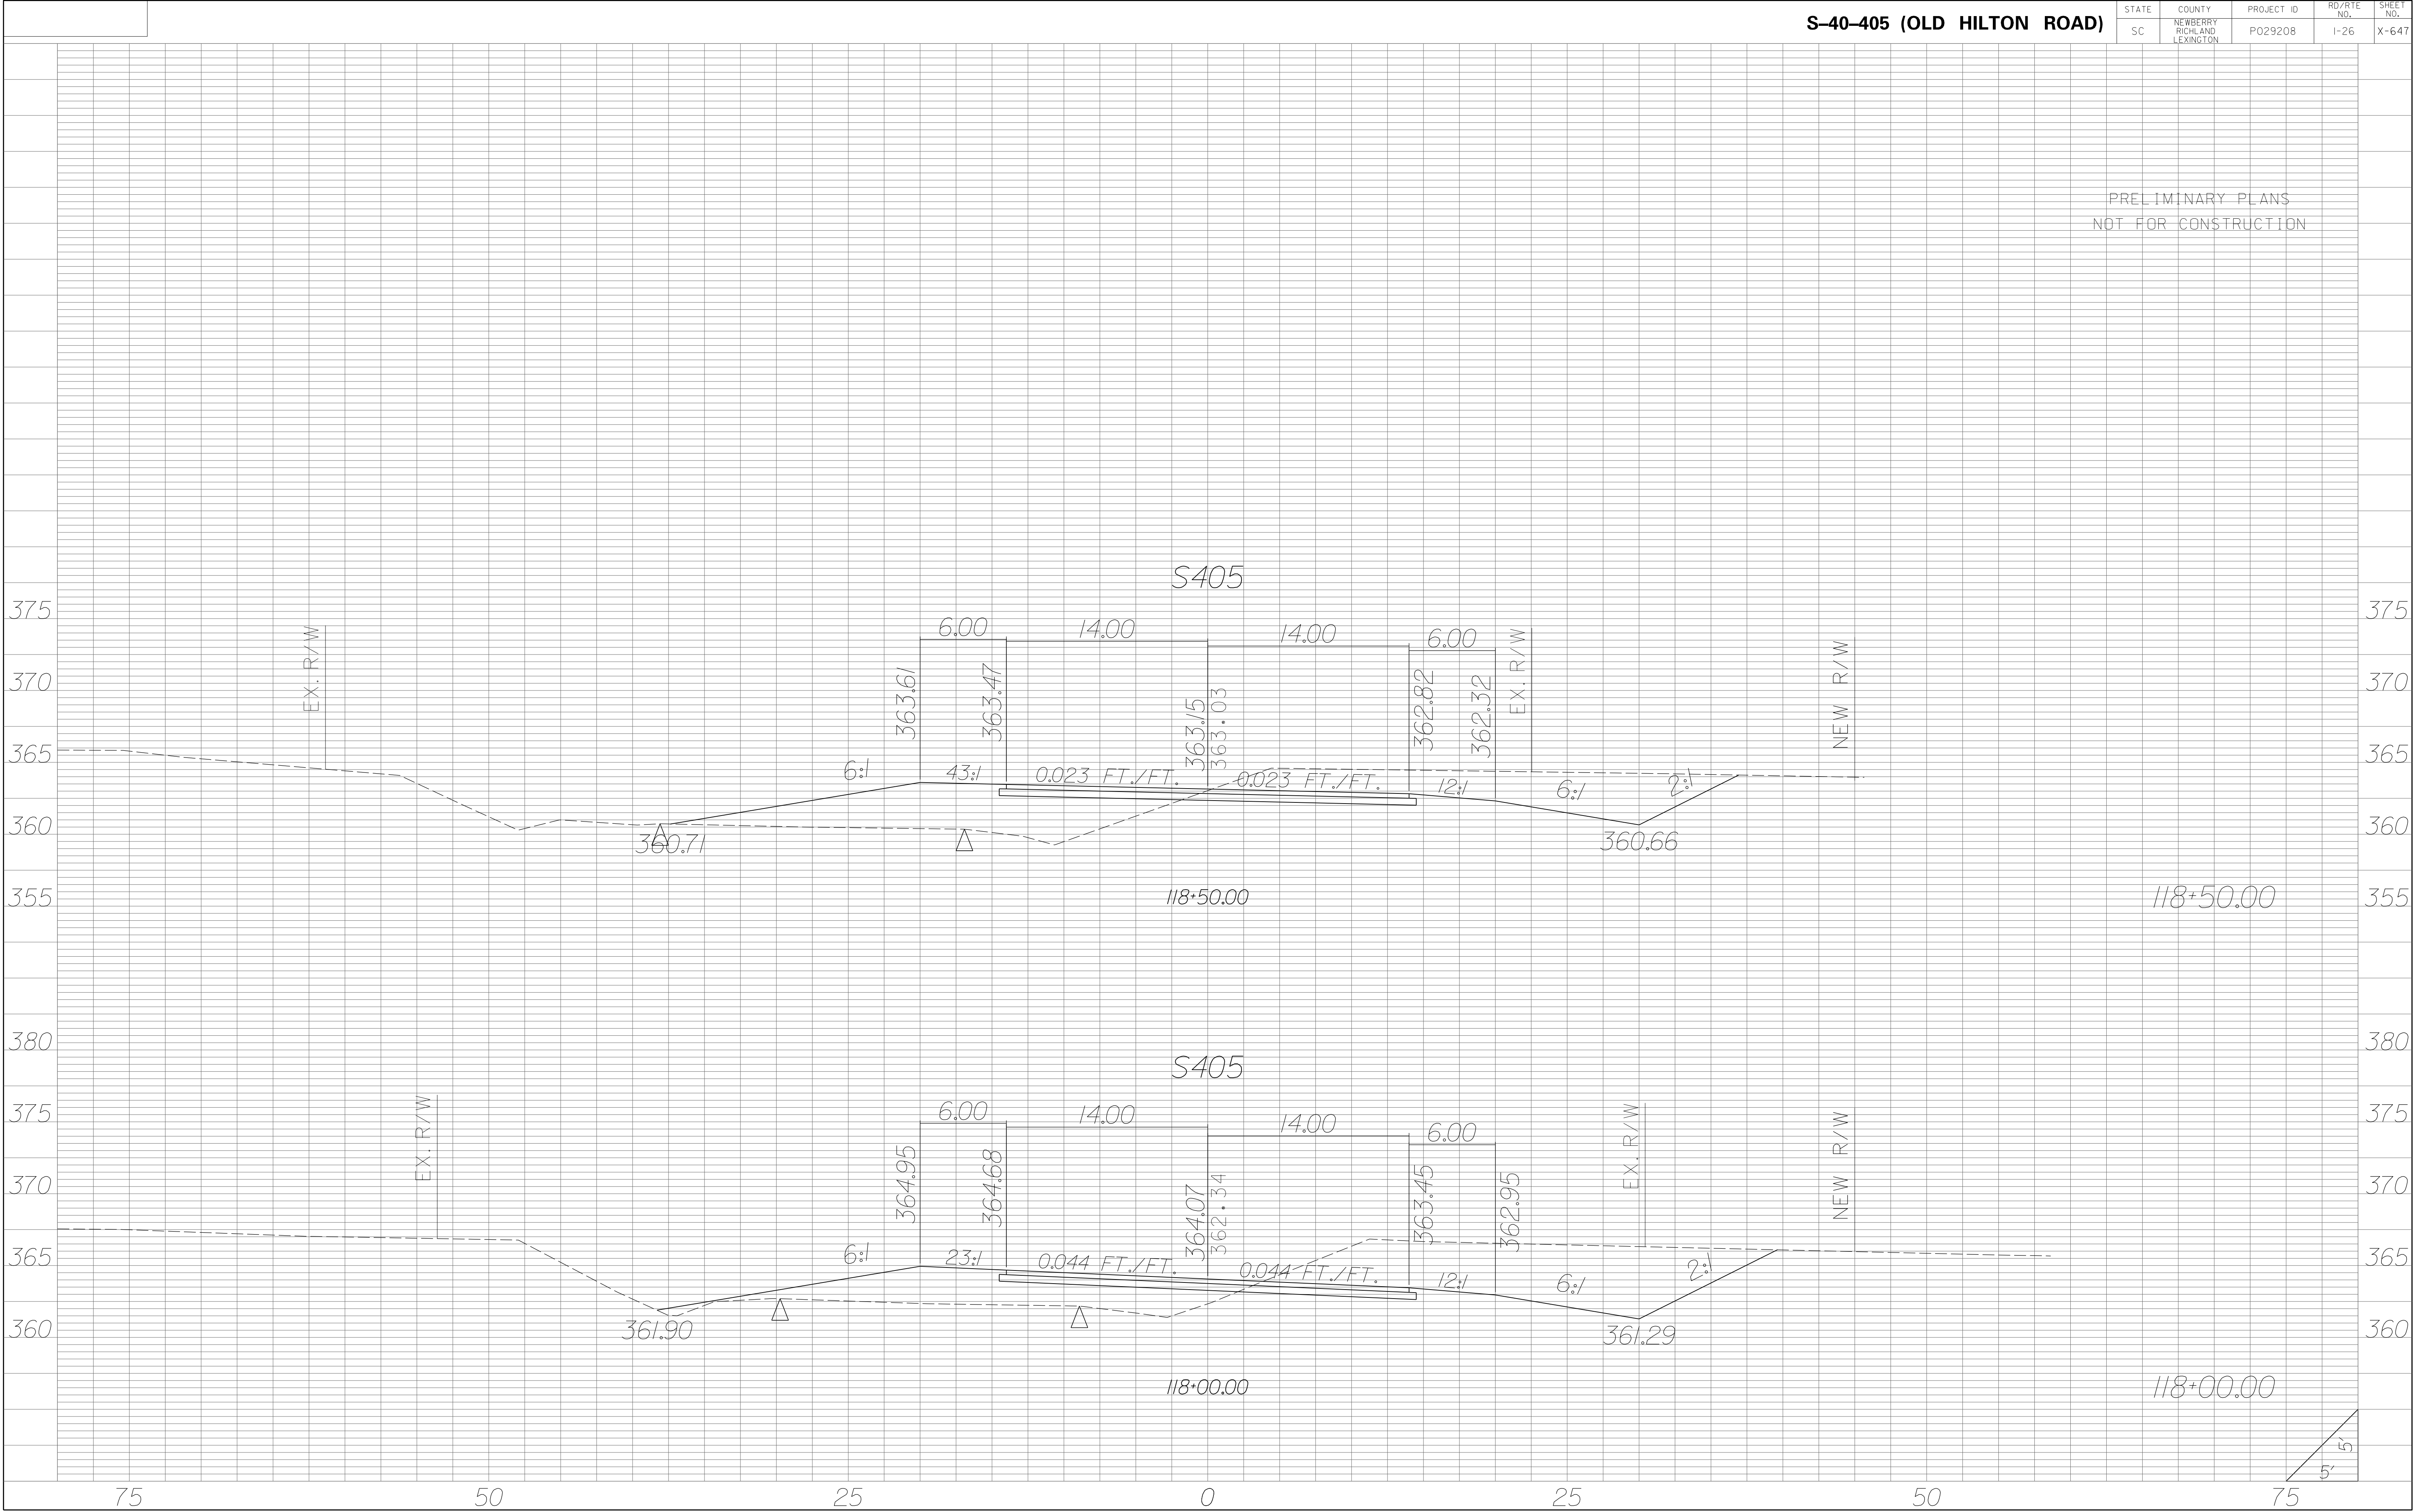 S–40–405 (OLD HILTON ROAD)
STATE COUNTY PROJECT ID RD/RTE NO. SHEET NO.
SC NEWBERRY RICHLAND LEXINGTON P029208 I-26 X-647
PRELIMINARY PLANS
NOT FOR CONSTRUCTION
S405
375 375
6.00 14.00 14.00 6.00
EX. R/W EX. R/W NEW R/W
370 370
363.61 363.47 363.15 363.03 362.82 362.32
365 365
6:1 43:1 0.023 FT./FT. 0.023 FT./FT. 12:1 6:1 2:1
360 360
360.71 360.66
355 118+50.00 118+50.00 355
380 380
S405
375 375
6.00 14.00 14.00 6.00
EX. R/W EX. R/W NEW R/W
370 370
364.95 364.68 364.07 362.34 363.45 362.95
365 365
6:1 23:1 0.044 FT./FT. 0.044 FT./FT. 12:1 6:1 2:1
360 360
361.90 361.29
118+00.00 118+00.00
5'
5'
75 50 25 0 25 50 75